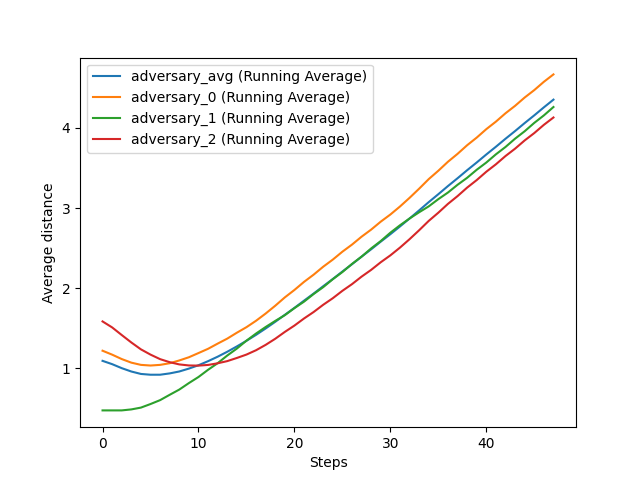 adversary_avg (Running Average)
adversary_0 (Running Average)
adversary_1 (Running Average)
adversary_2 (Running Average)
Average distance
4
3
2
1
0 10 20 30 40
Steps